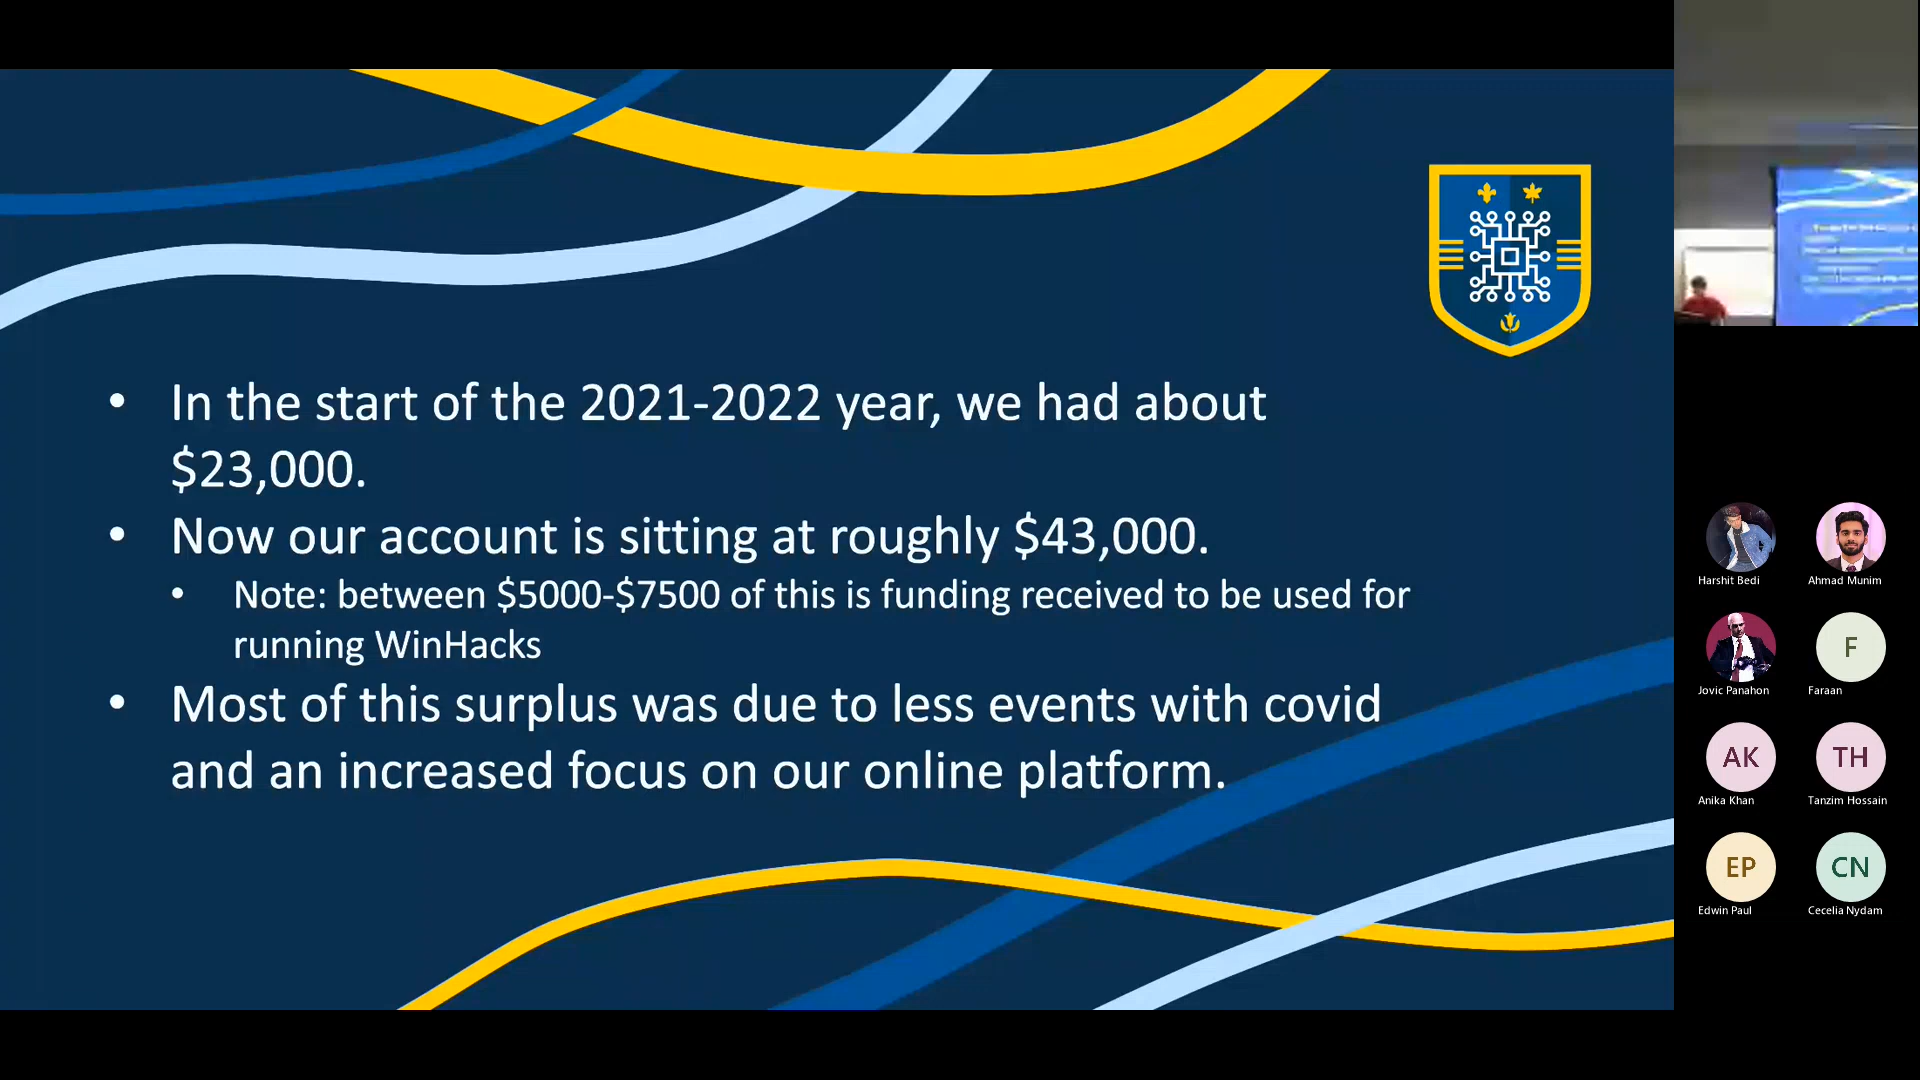 • In the start of the 2021-2022 year, we had about
$23,000.
• Now our account is sitting at roughly $43,000.
• Note: between $5000-$7500 of this is funding received to be used for
running WinHacks
• Most of this surplus was due to less events with covid
and an increased focus on our online platform.
Harshit Bedi
Ahmad Munim
Jovic Panahon
F
Faraan
AK
Anika Khan
TH
Tanzim Hossain
EP
Edwin Paul
CN
Cecelia Nydam